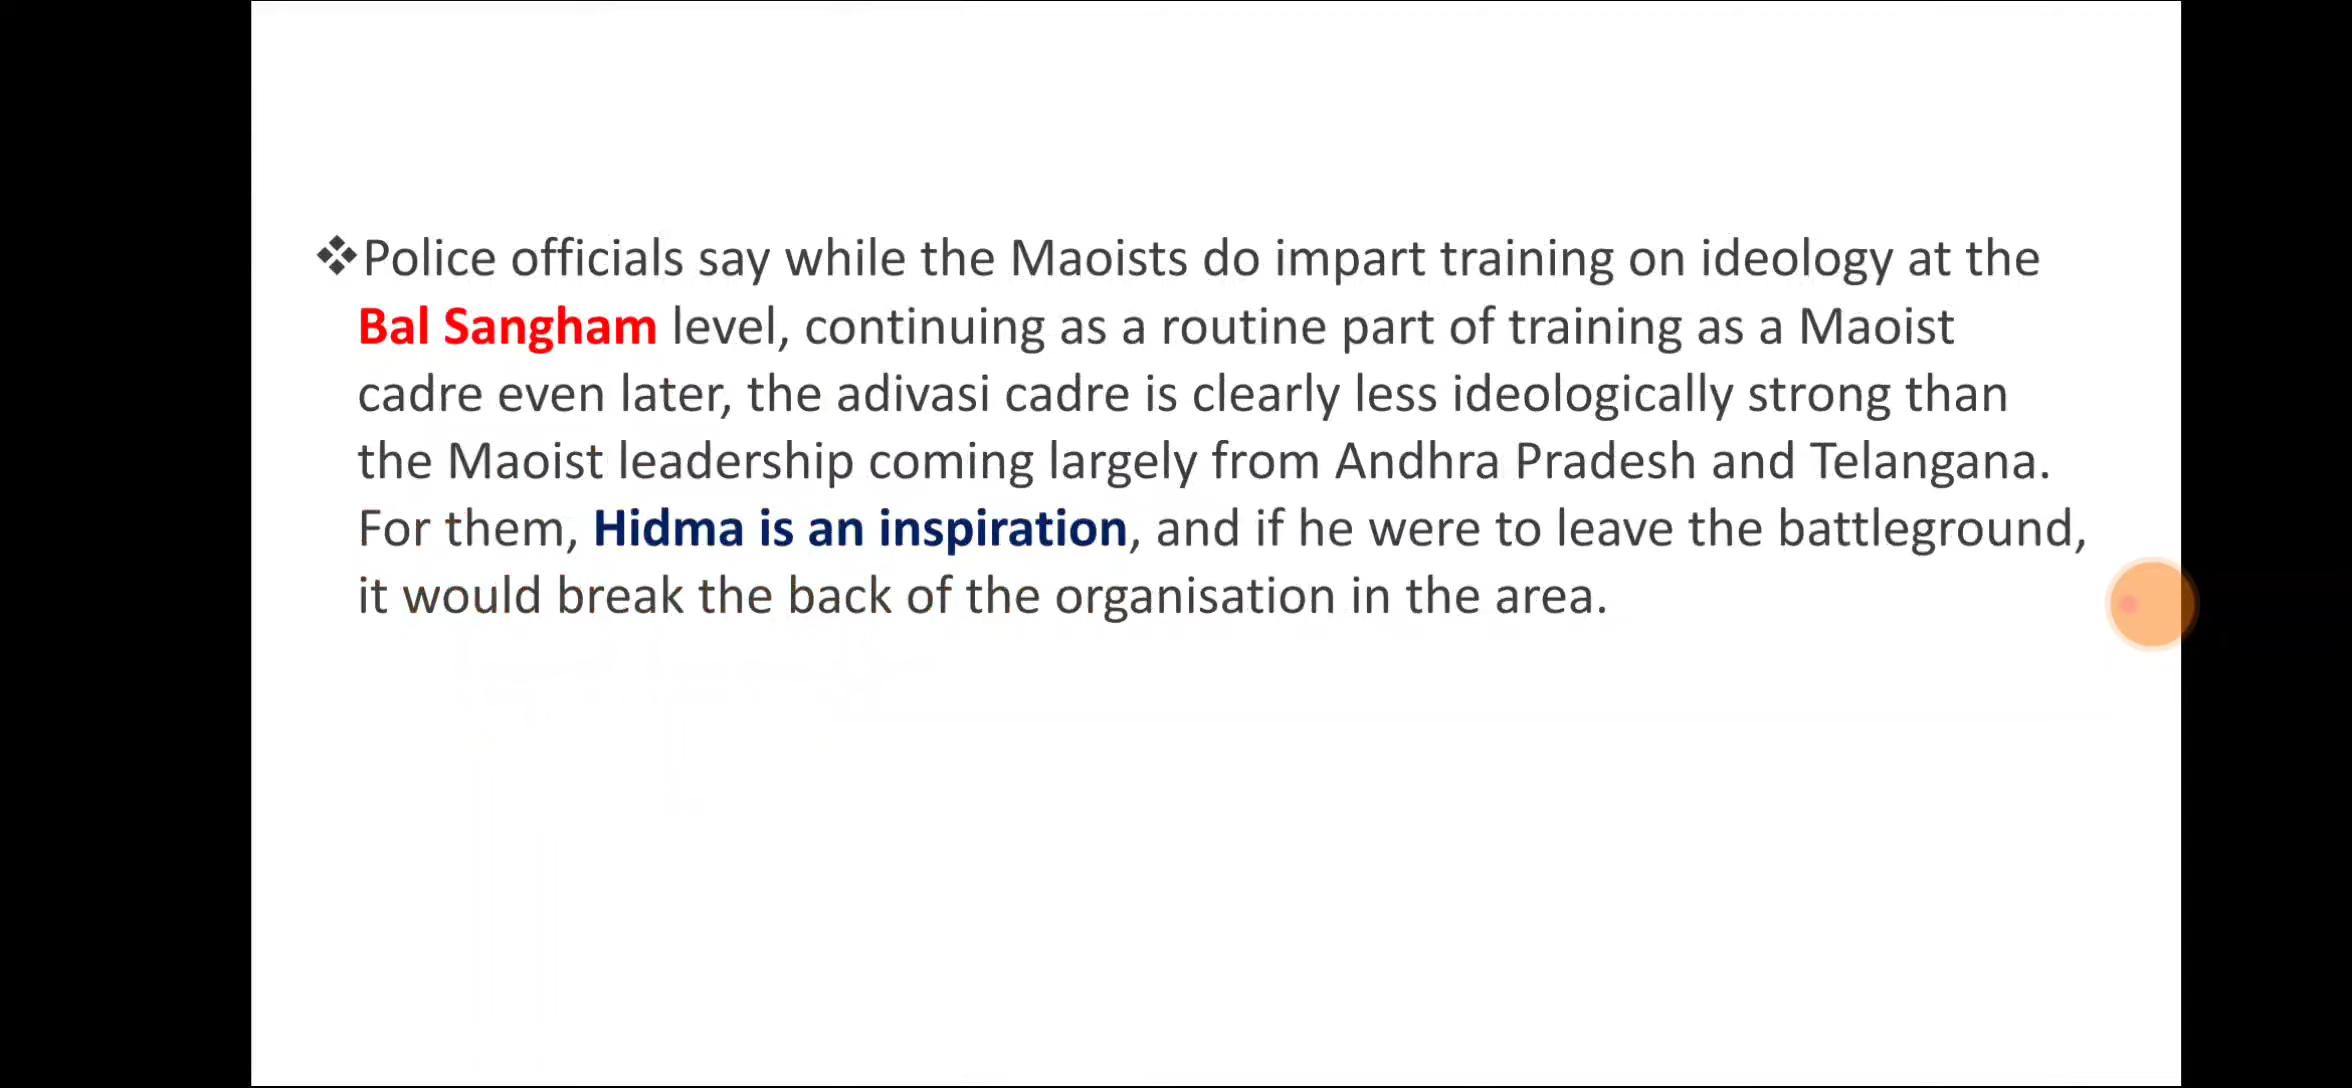 ❖Police officials say while the Maoists do impart training on ideology at the
Bal Sangham level, continuing as a routine part of training as a Maoist
cadre even later, the adivasi cadre is clearly less ideologically strong than
the Maoist leadership coming largely from Andhra Pradesh and Telangana.
For them, Hidma is an inspiration, and if he were to leave the battleground,
it would break the back of the organisation in the area.